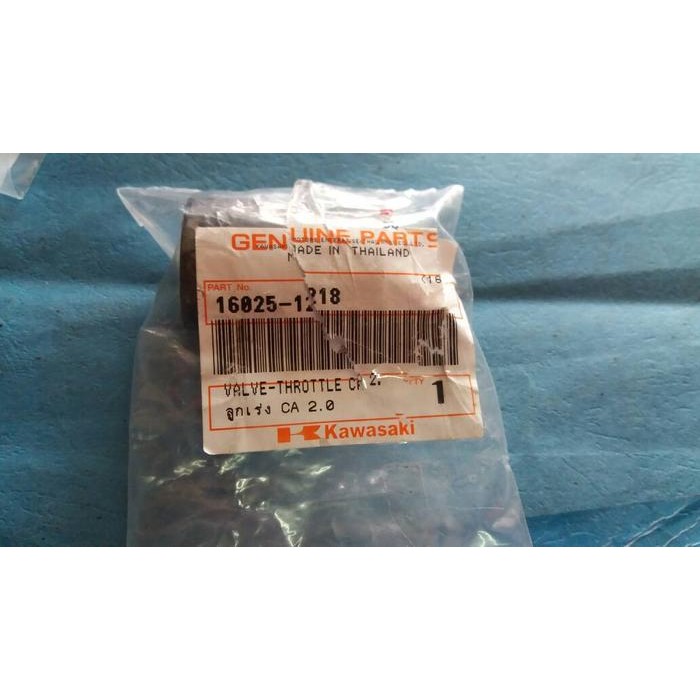 GENUINE PARTS
MADE IN THAILAND
PART No.
16025-1218
VALVE-THROTTLE CA 2.
ลูกเร่ง CA 2.0
1
Kawasaki